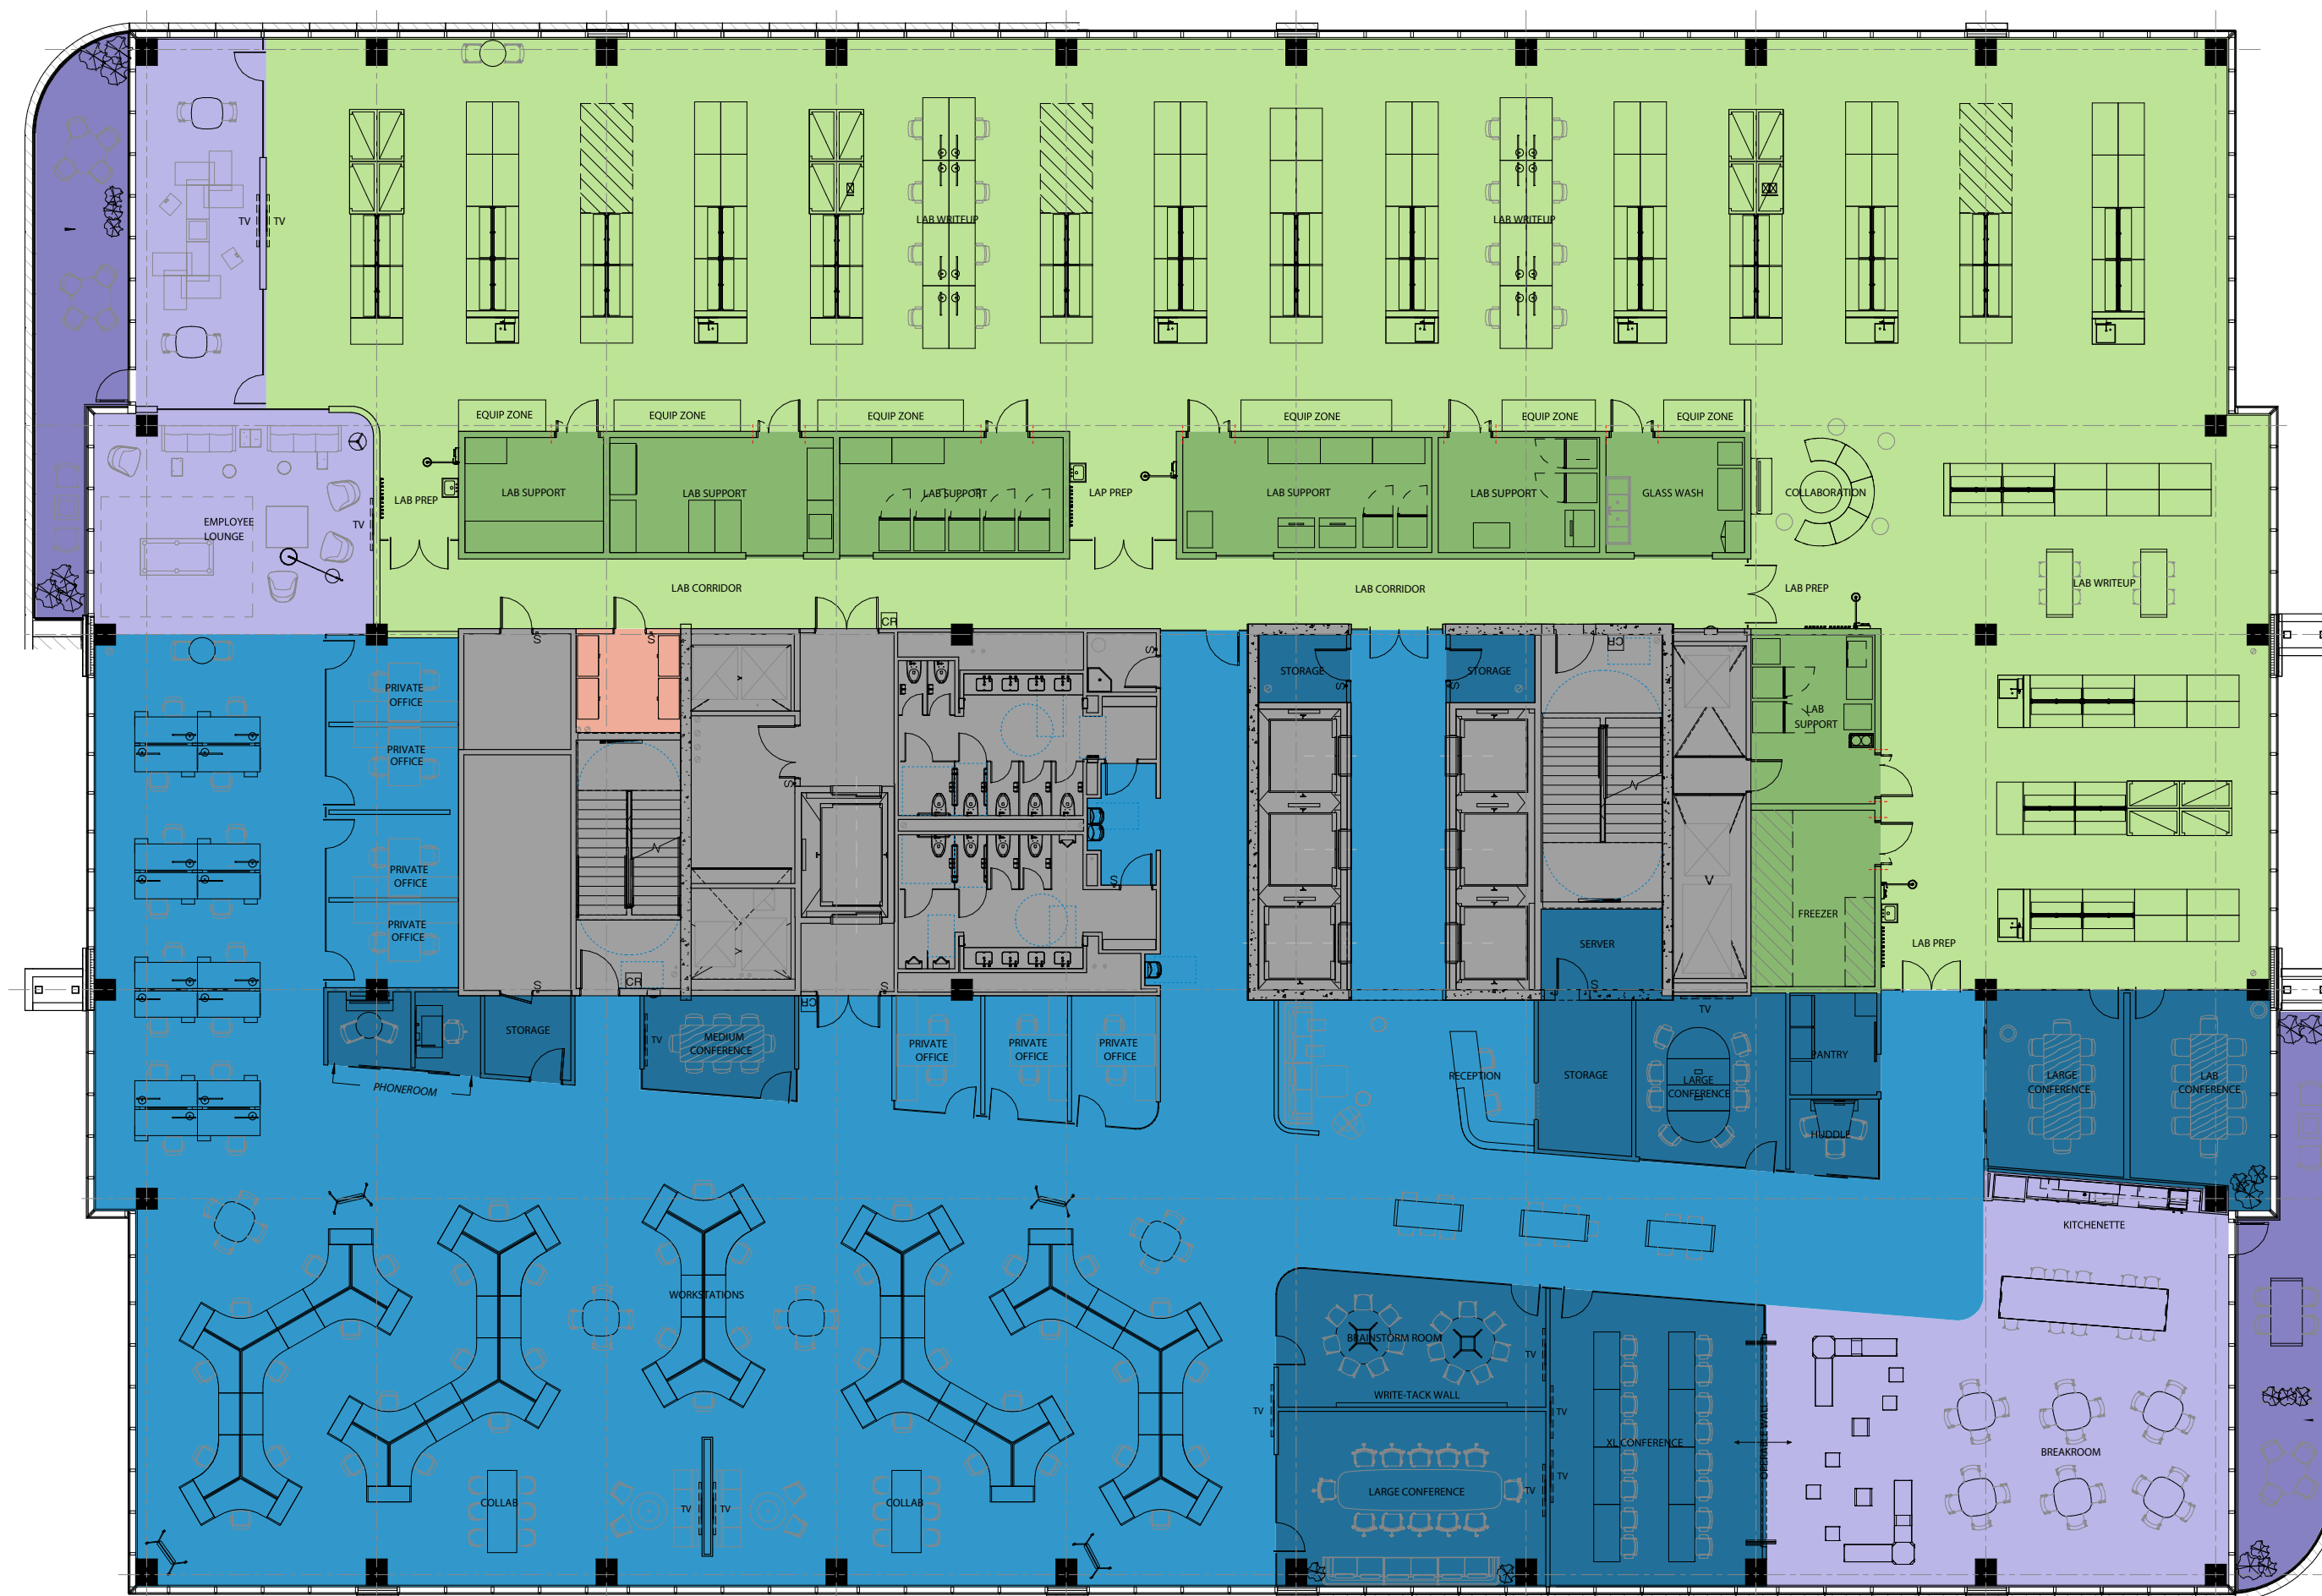 TV TV
LAB WRITEUP
LAB WRITEUP
EQUIP ZONE
EQUIP ZONE
EQUIP ZONE
EQUIP ZONE
EQUIP ZONE
EQUIP ZONE
LAB PREP
LAB SUPPORT
LAB SUPPORT
LAB SUPPORT
LAP PREP
LAB SUPPORT
LAB SUPPORT
GLASS WASH
COLLABORATION
EMPLOYEE
LOUNGE
TV
LAB CORRIDOR
LAB CORRIDOR
LAB PREP
LAB WRITEUP
CR
S
S
CR
S
PRIVATE
OFFICE
STORAGE
S
STORAGE
S
LAB
SUPPORT
PRIVATE
OFFICE
S
PRIVATE
OFFICE
S
PRIVATE
OFFICE
FREEZER
SERVER
S
LAB PREP
S
CR
CR
S
STORAGE
TV
MEDIUM
CONFERENCE
PRIVATE
OFFICE
PRIVATE
OFFICE
PRIVATE
OFFICE
RECEPTION
STORAGE
TV
LARGE
CONFERENCE
PANTRY
HUDDLE
LARGE
CONFERENCE
LAB
CONFERENCE
PHONEROOM
KITCHENETTE
WORKSTATIONS
BRAINSTORM ROOM
TV
WRITE-TACK WALL
TV
TV
XL CONFERENCE
OPERABLE WALL
BREAKROOM
TV
TV
LARGE CONFERENCE
COLLAB
TV TV
COLLAB